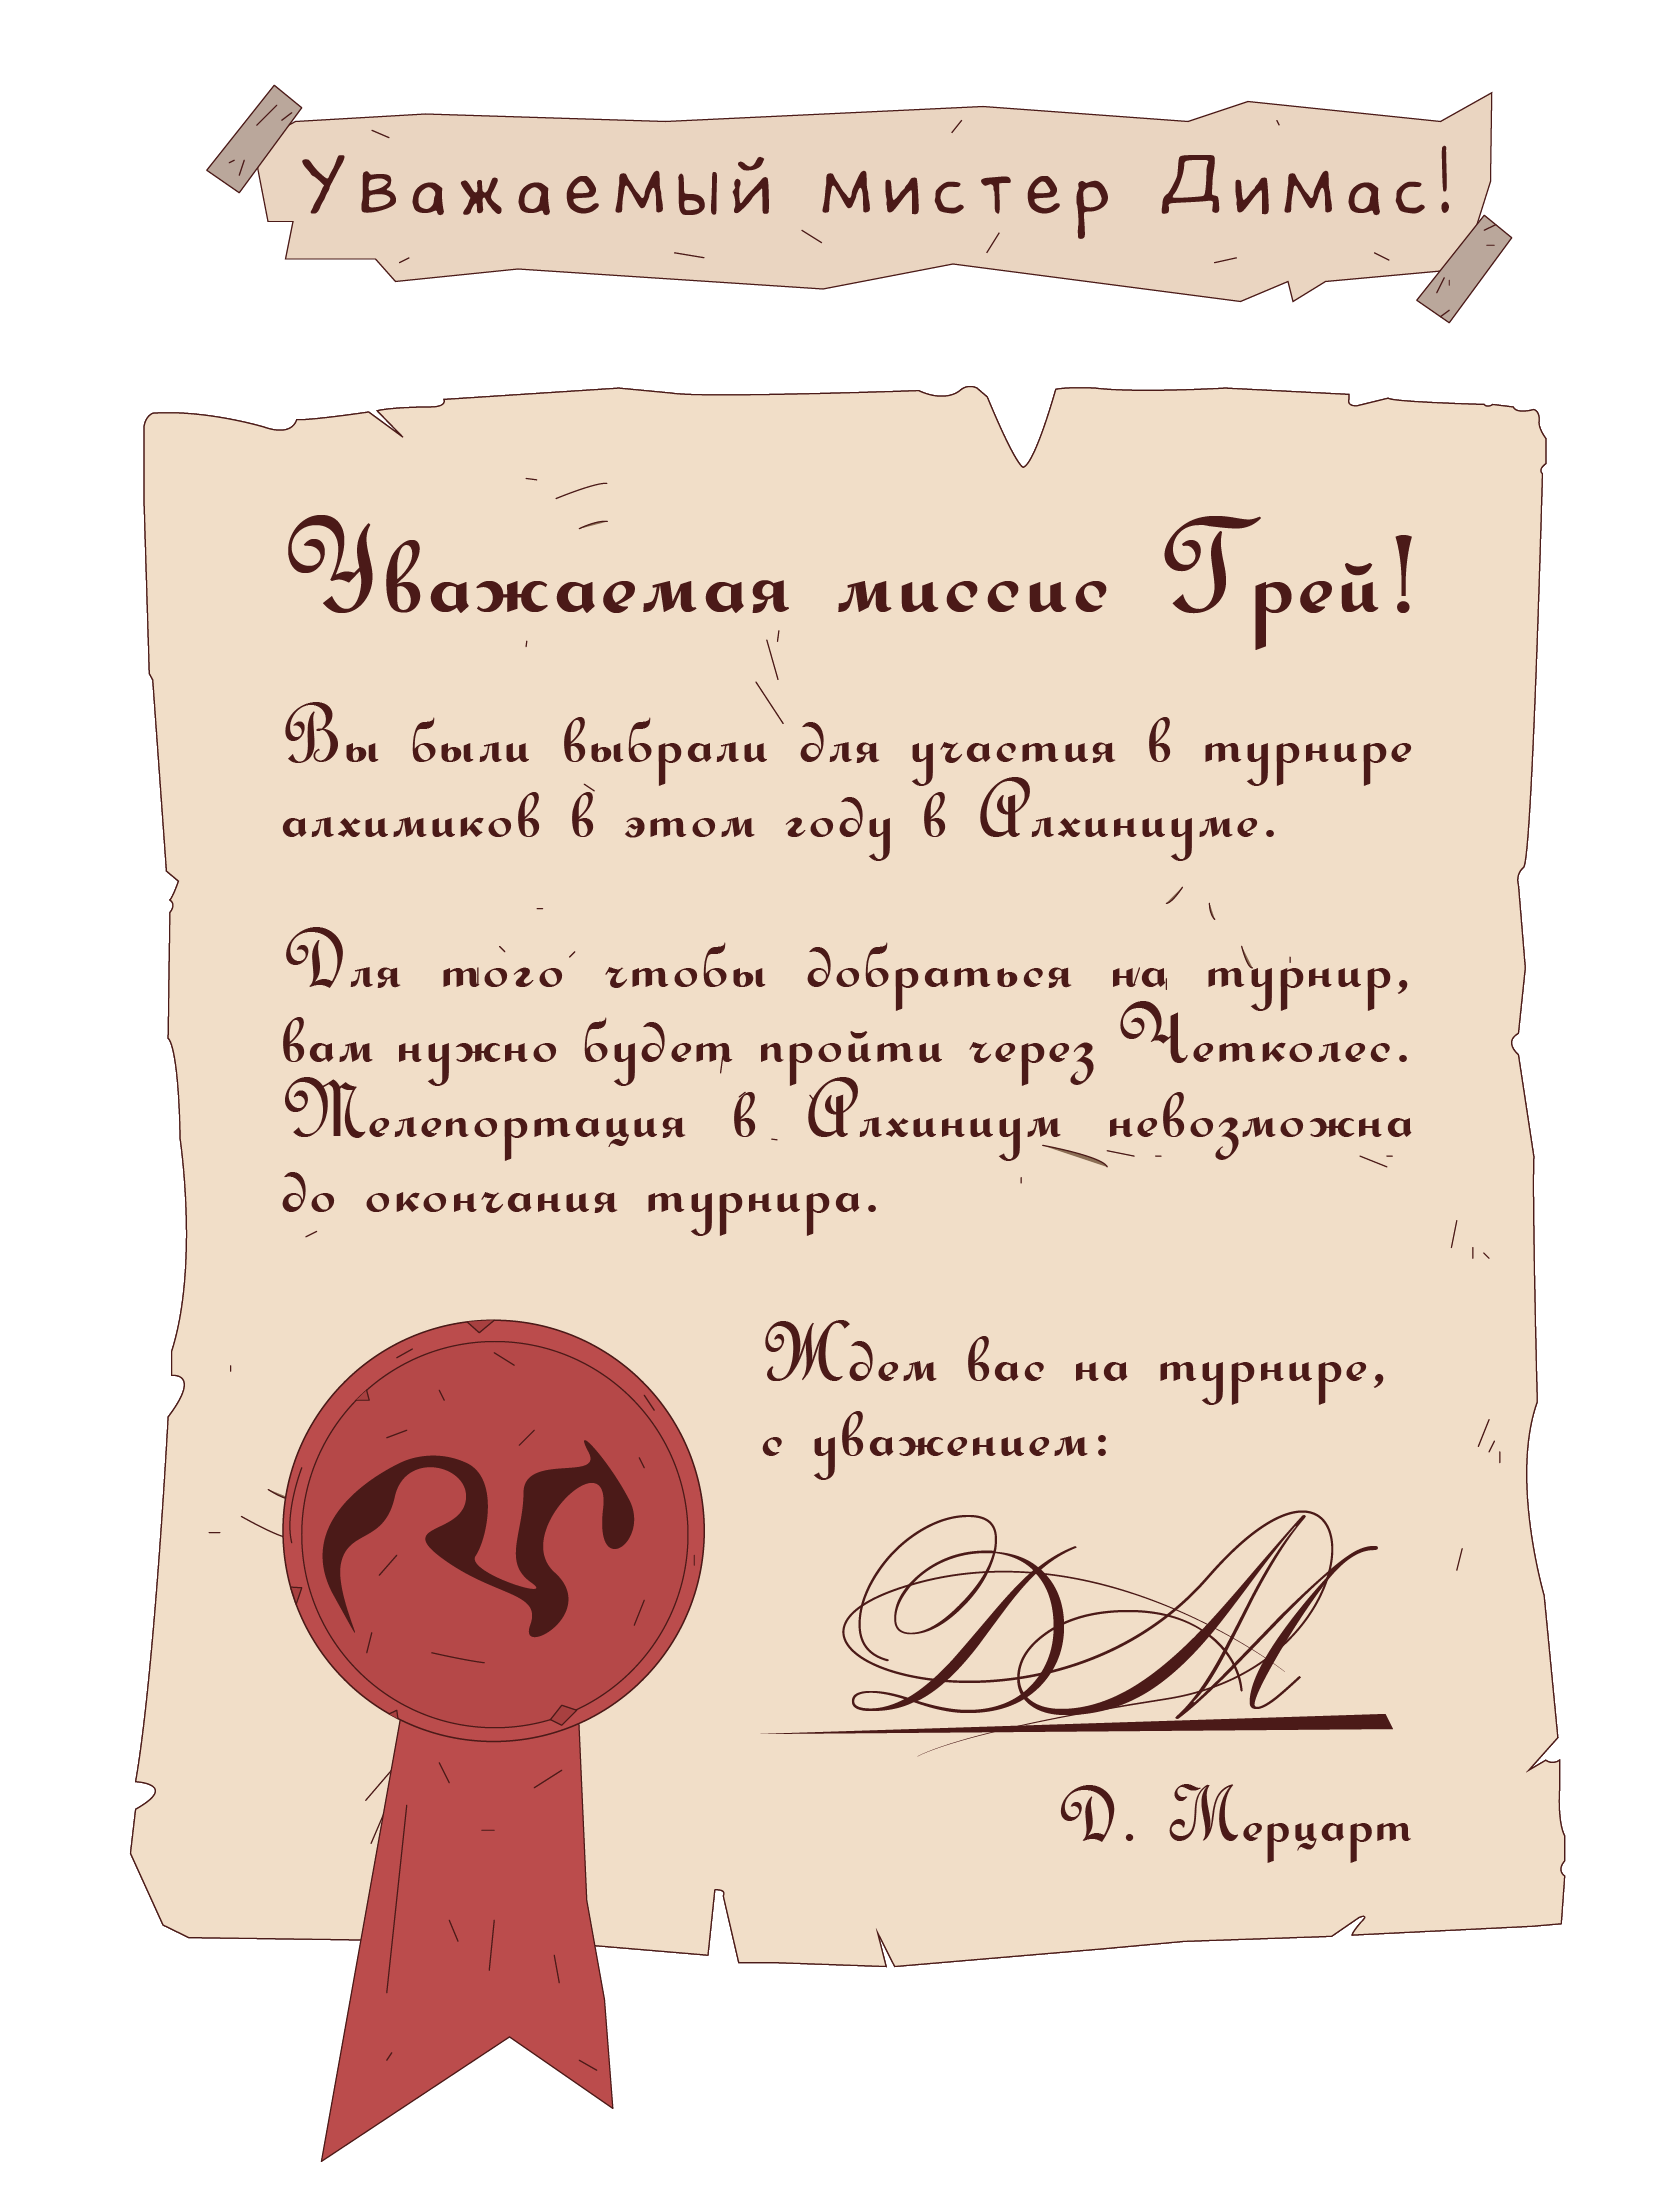 Уважаемый мистер Димас!
Уважаемая миссис Грей!
Вы были выбрали для участия в турнире
алхимиков в этом году в Алхиниуме.
Для того чтобы добраться на турнир,
вам нужно будет пройти через Четколес.
Телепортация в Алхиниум невозможна
до окончания турнира.
Ждем вас на турнире,
с уважением:
DM
Д. Мерцарт